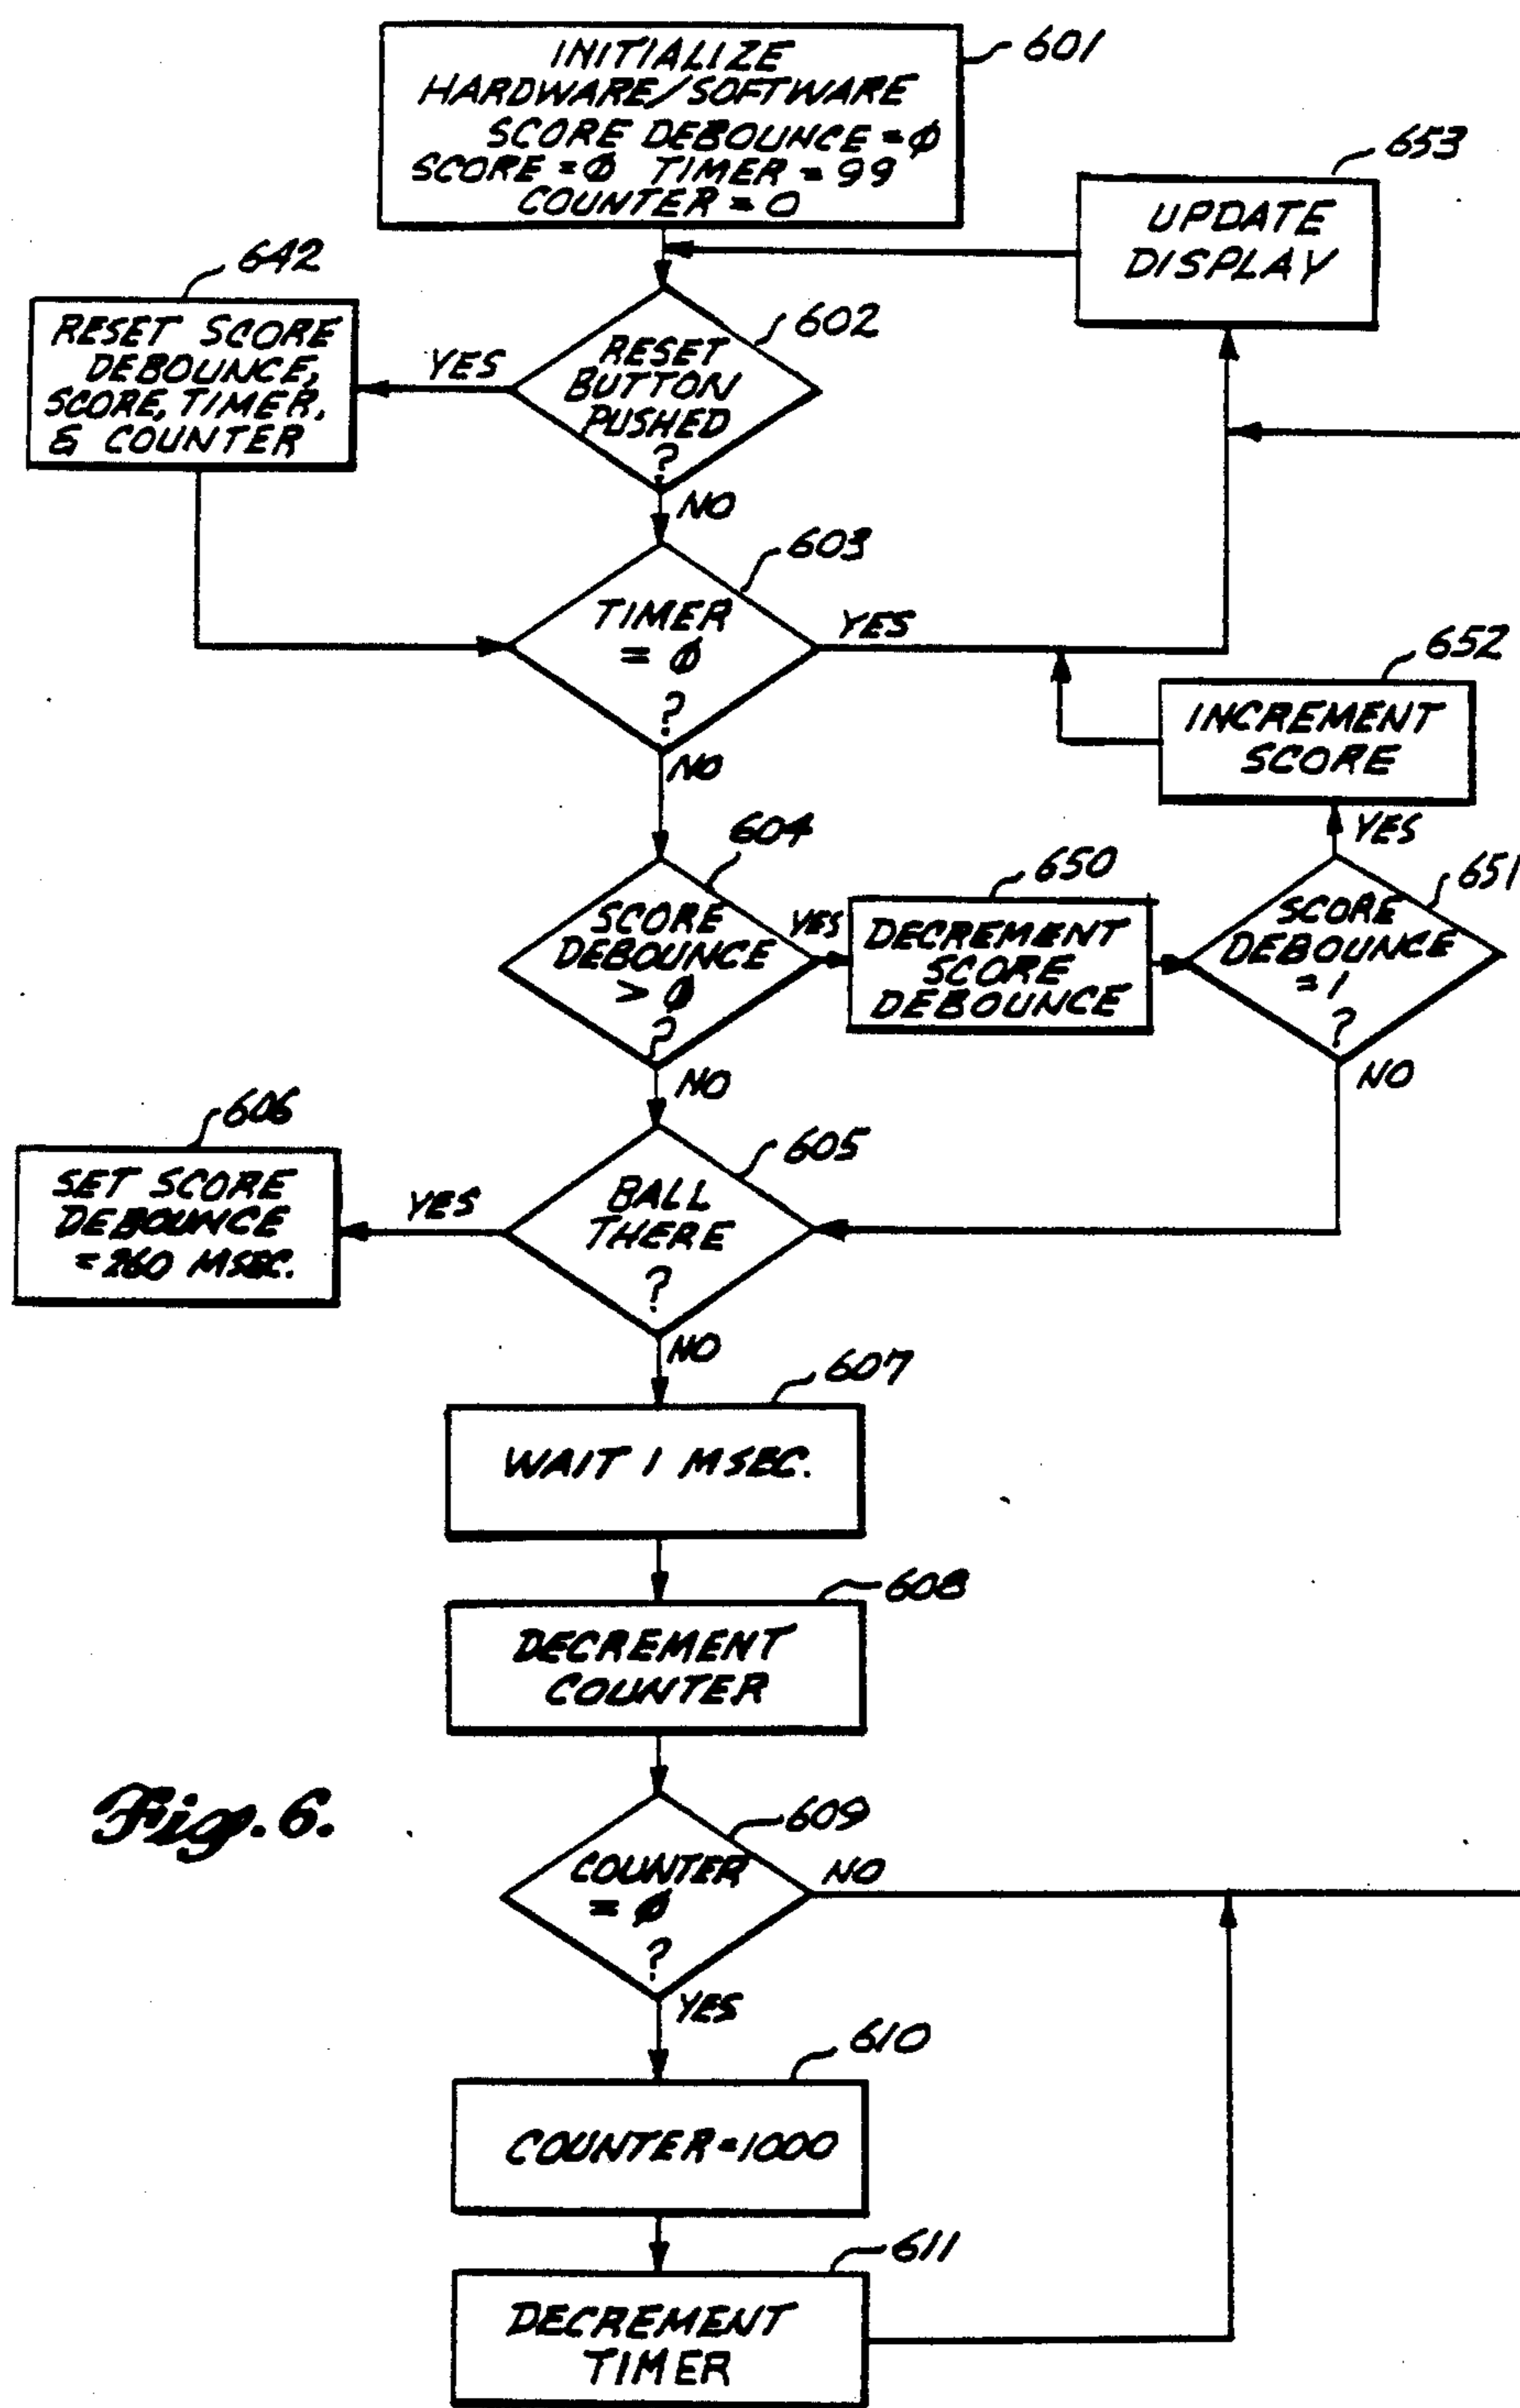 601
INITIALIZE
HARDWARE/SOFTWARE
SCORE DEBOUNCE = Ø
SCORE = Ø TIMER = 99
COUNTER = 0
653
UPDATE
DISPLAY
642
RESET SCORE
DEBOUNCE,
SCORE, TIMER,
& COUNTER
YES
602
RESET
BUTTON
PUSHED
?
NO
603
TIMER
= Ø
?
YES
NO
652
INCREMENT
SCORE
YES
604
SCORE
DEBOUNCE
> Ø
?
YES
NO
650
DECREMENT
SCORE
DEBOUNCE
651
SCORE
DEBOUNCE
= 1
?
NO
606
SET SCORE
DEBOUNCE
= 260 MSEC.
YES
605
BALL
THERE
?
NO
607
WAIT 1 MSEC.
608
DECREMENT
COUNTER
Fig. 6.
609
COUNTER
= Ø
?
NO
YES
610
COUNTER = 1000
611
DECREMENT
TIMER